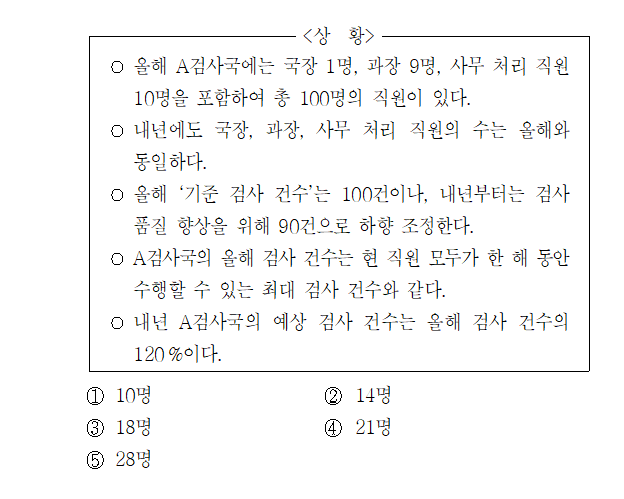 <상 황>
○ 올해 A검사국에는 국장 1명, 과장 9명, 사무 처리 직원
10명을 포함하여 총 100명의 직원이 있다.
○ 내년에도 국장, 과장, 사무 처리 직원의 수는 올해와
동일하다.
○ 올해 ‘기준 검사 건수’는 100건이나, 내년부터는 검사
품질 향상을 위해 90건으로 하향 조정한다.
○ A검사국의 올해 검사 건수는 현 직원 모두가 한 해 동안
수행할 수 있는 최대 검사 건수와 같다.
○ 내년 A검사국의 예상 검사 건수는 올해 검사 건수의
120%이다.
① 10명 ② 14명
③ 18명 ④ 21명
⑤ 28명